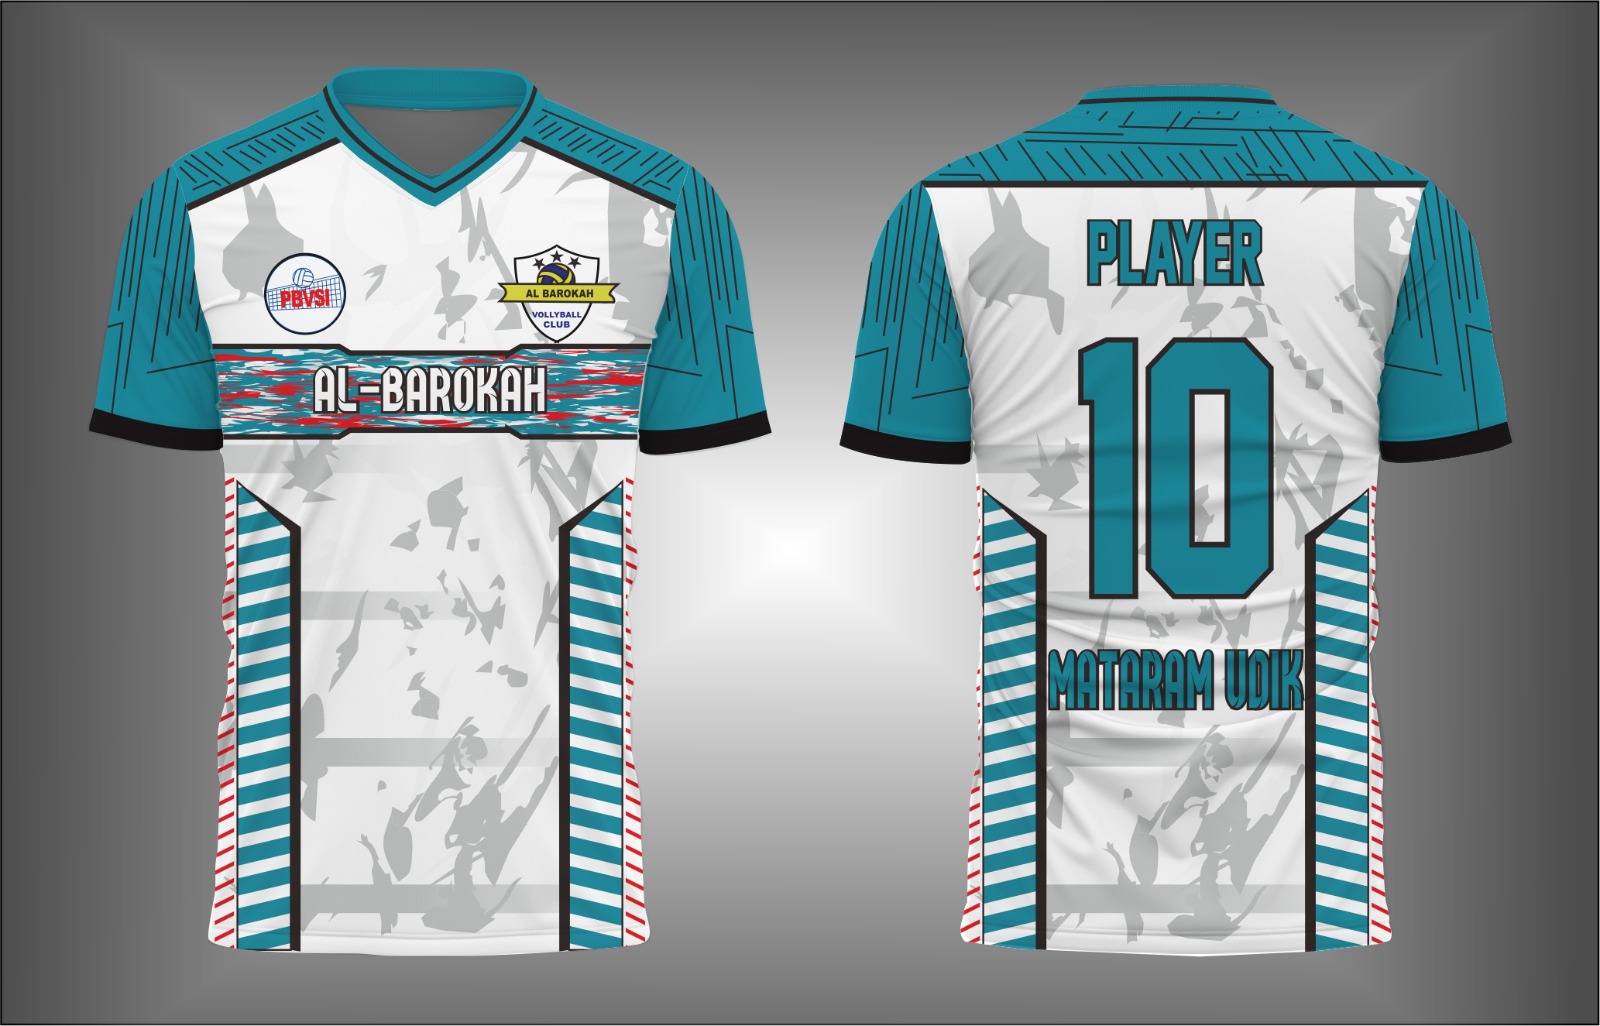 PBVSI
AL BAROKAH
VOLLYBALL
CLUB
AL-BAROKAH
PLAYER
10
MATARAM UDIK